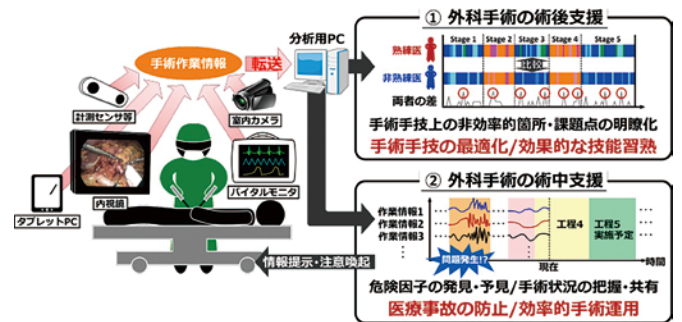 手術作業情報
転送
分析用PC
計測センサ等
室内カメラ
内視鏡
バイタルモニタ
タブレットPC
情報提示・注意喚起
① 外科手術の術後支援
Stage 1
Stage 2
Stage 3
Stage 4
Stage 5
熟練医
比較
非熟練医
両者の差
手術手技上の非効率的箇所・課題点の明瞭化
手術手技の最適化/効果的な技能習熟
② 外科手術の術中支援
作業情報1
作業情報2
作業情報3
工程4
工程5
実施予定
問題発生!?
現在
時間
危険因子の発見・予見/手術状況の把握・共有
医療事故の防止/効率的手術運用